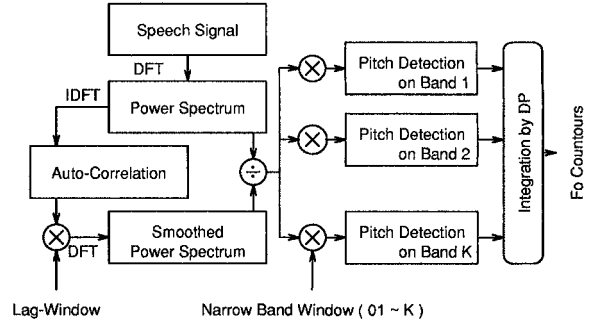 Speech Signal
DFT
IDFT
Power Spectrum
Auto-Correlation
DFT
Smoothed
Power Spectrum
Lag-Window
÷
Pitch Detection
on Band 1
Pitch Detection
on Band 2
Pitch Detection
on Band K
Narrow Band Window ( 01 ~ K )
Integration by DP
Fo Countours